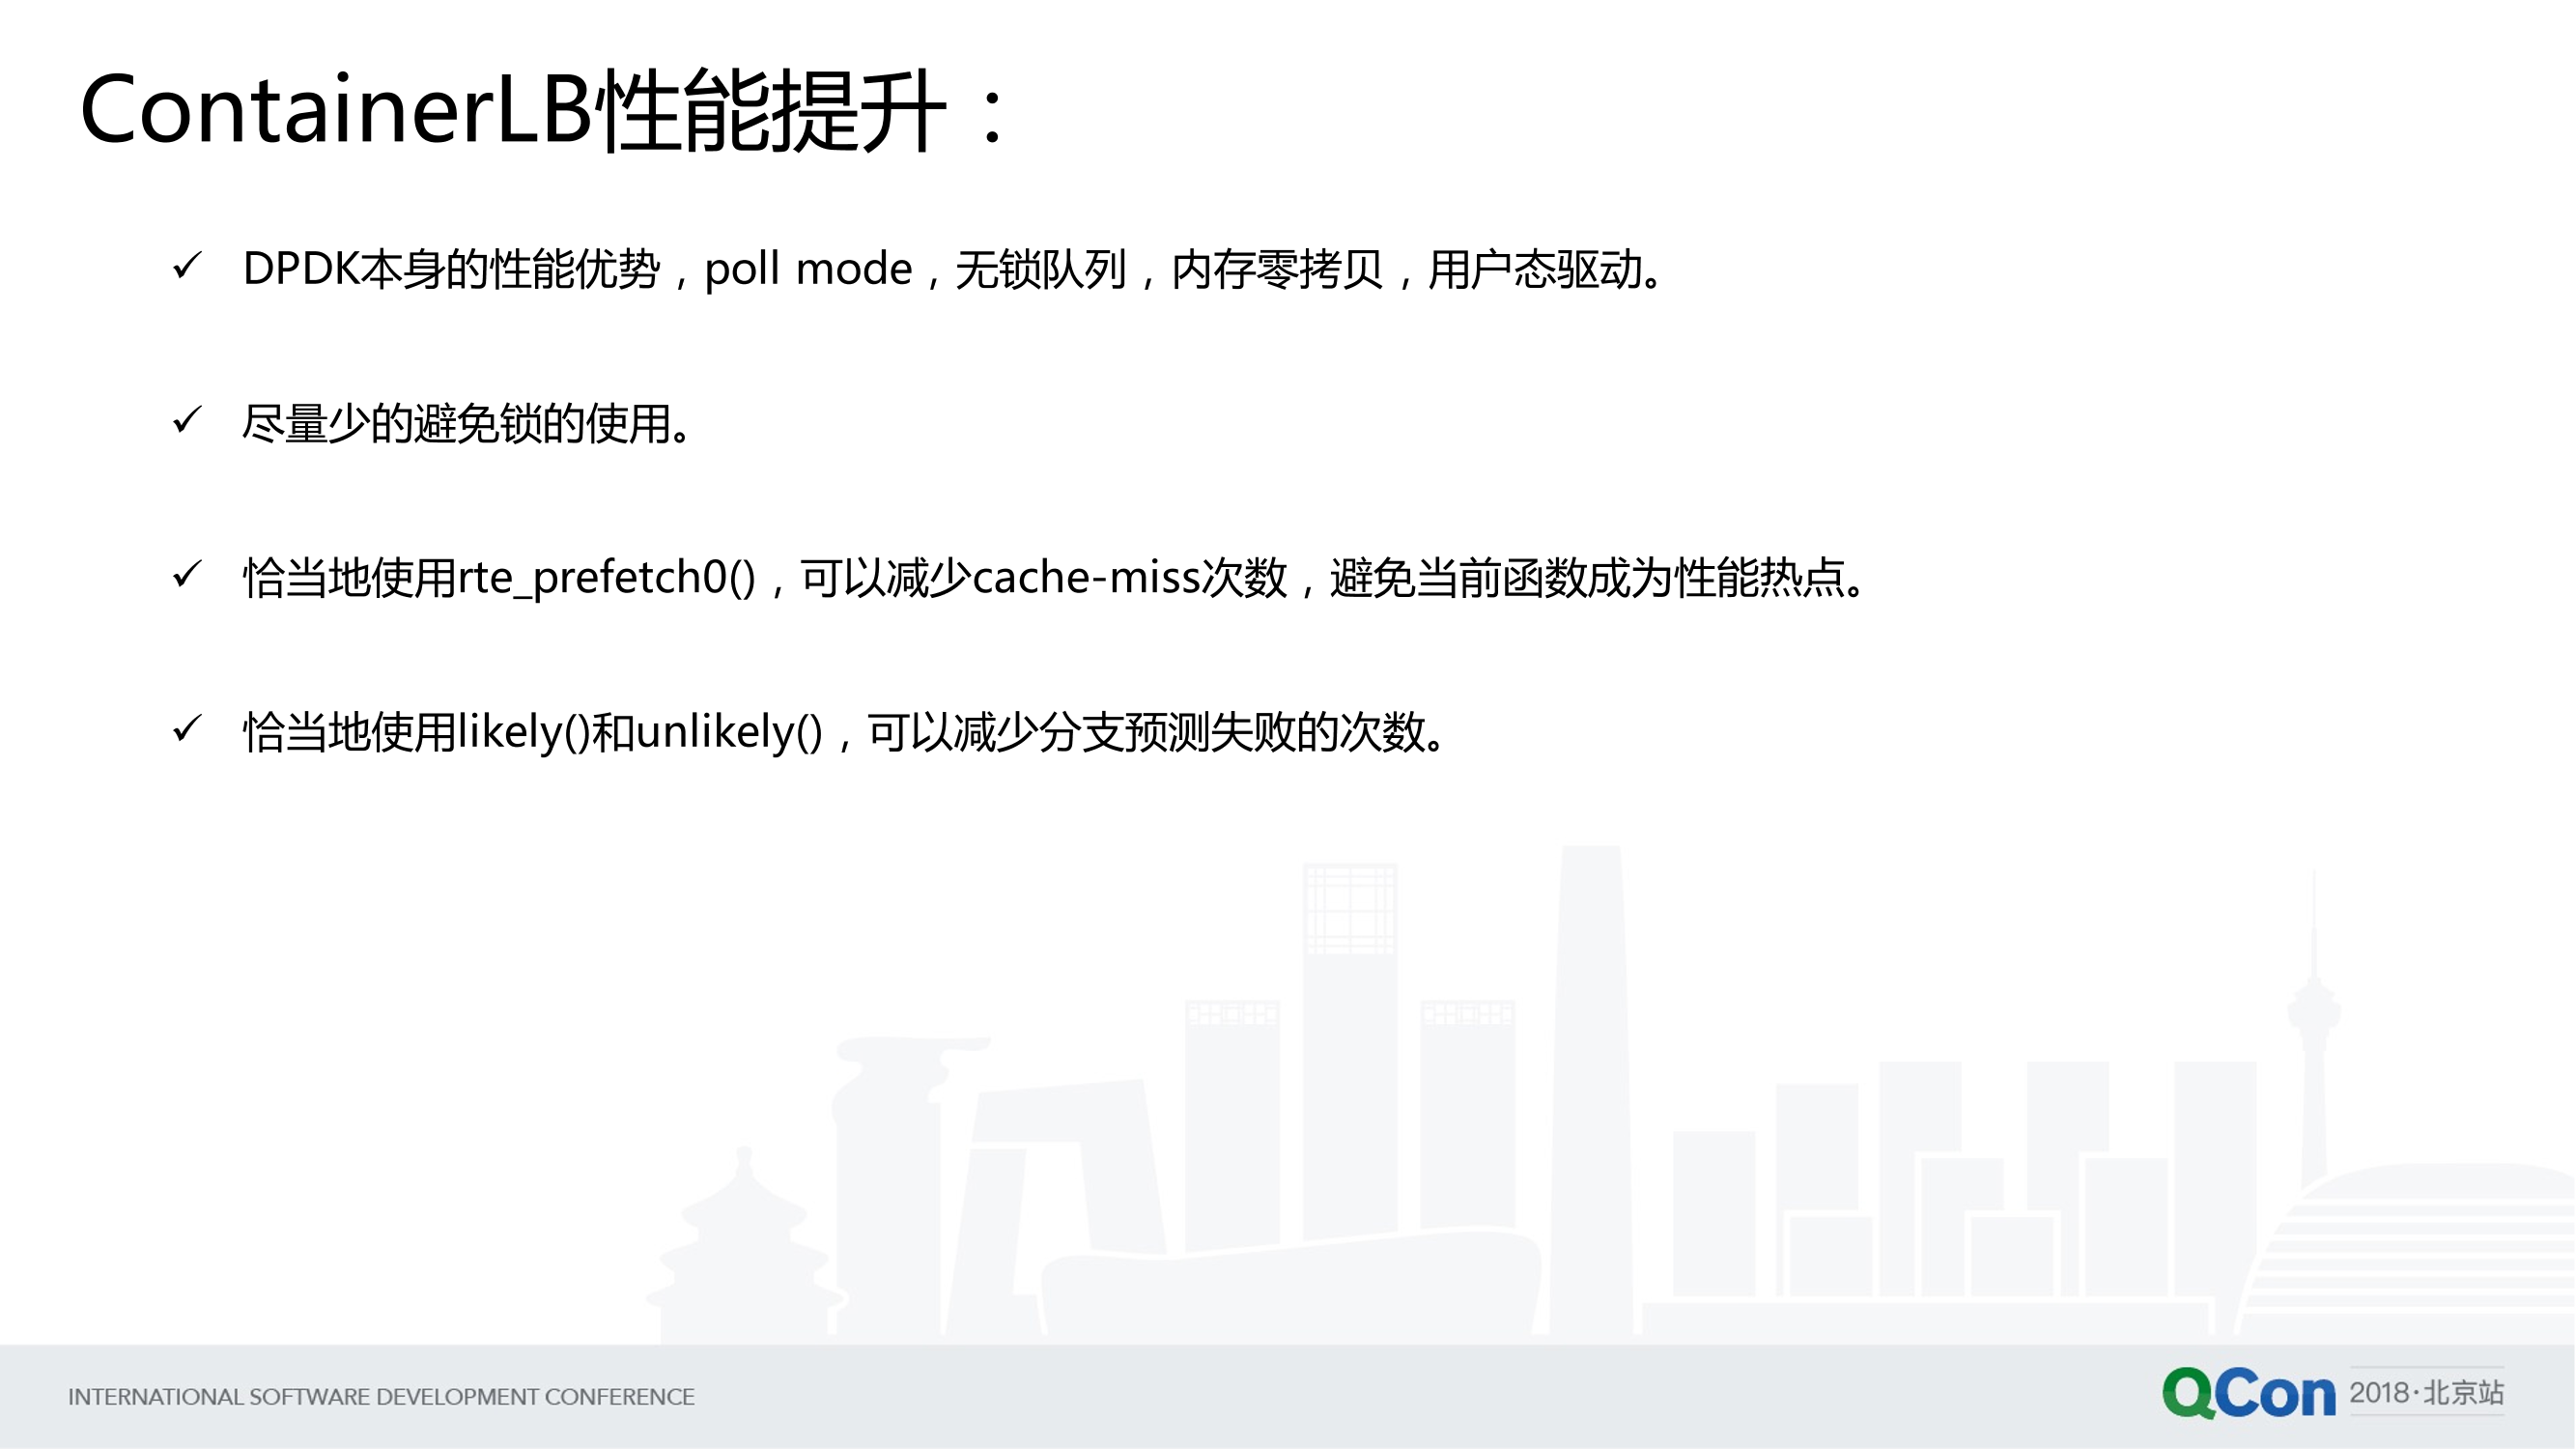 ContainerLB性能提升：
✓ DPDK本身的性能优势，poll mode，无锁队列，内存零拷贝，用户态驱动。
✓ 尽量少的避免锁的使用。
✓ 恰当地使用rte_prefetch0()，可以减少cache-miss次数，避免当前函数成为性能热点。
✓ 恰当地使用likely()和unlikely()，可以减少分支预测失败的次数。
INTERNATIONAL SOFTWARE DEVELOPMENT CONFERENCE
QCon 2018·北京站